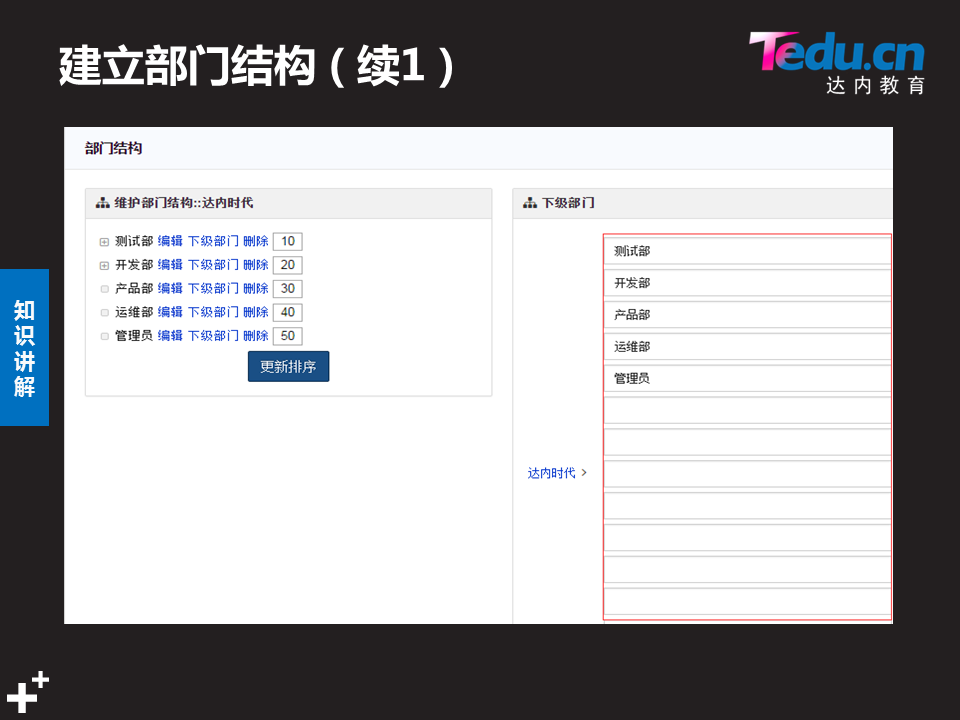 建立部门结构（续1）
Tedu.cn
达内教育
部门结构
维护部门结构::达内时代
测试部 编辑 下级部门 删除 10
开发部 编辑 下级部门 删除 20
产品部 编辑 下级部门 删除 30
运维部 编辑 下级部门 删除 40
管理员 编辑 下级部门 删除 50
更新排序
下级部门
测试部
开发部
产品部
运维部
管理员
达内时代 >
知识讲解